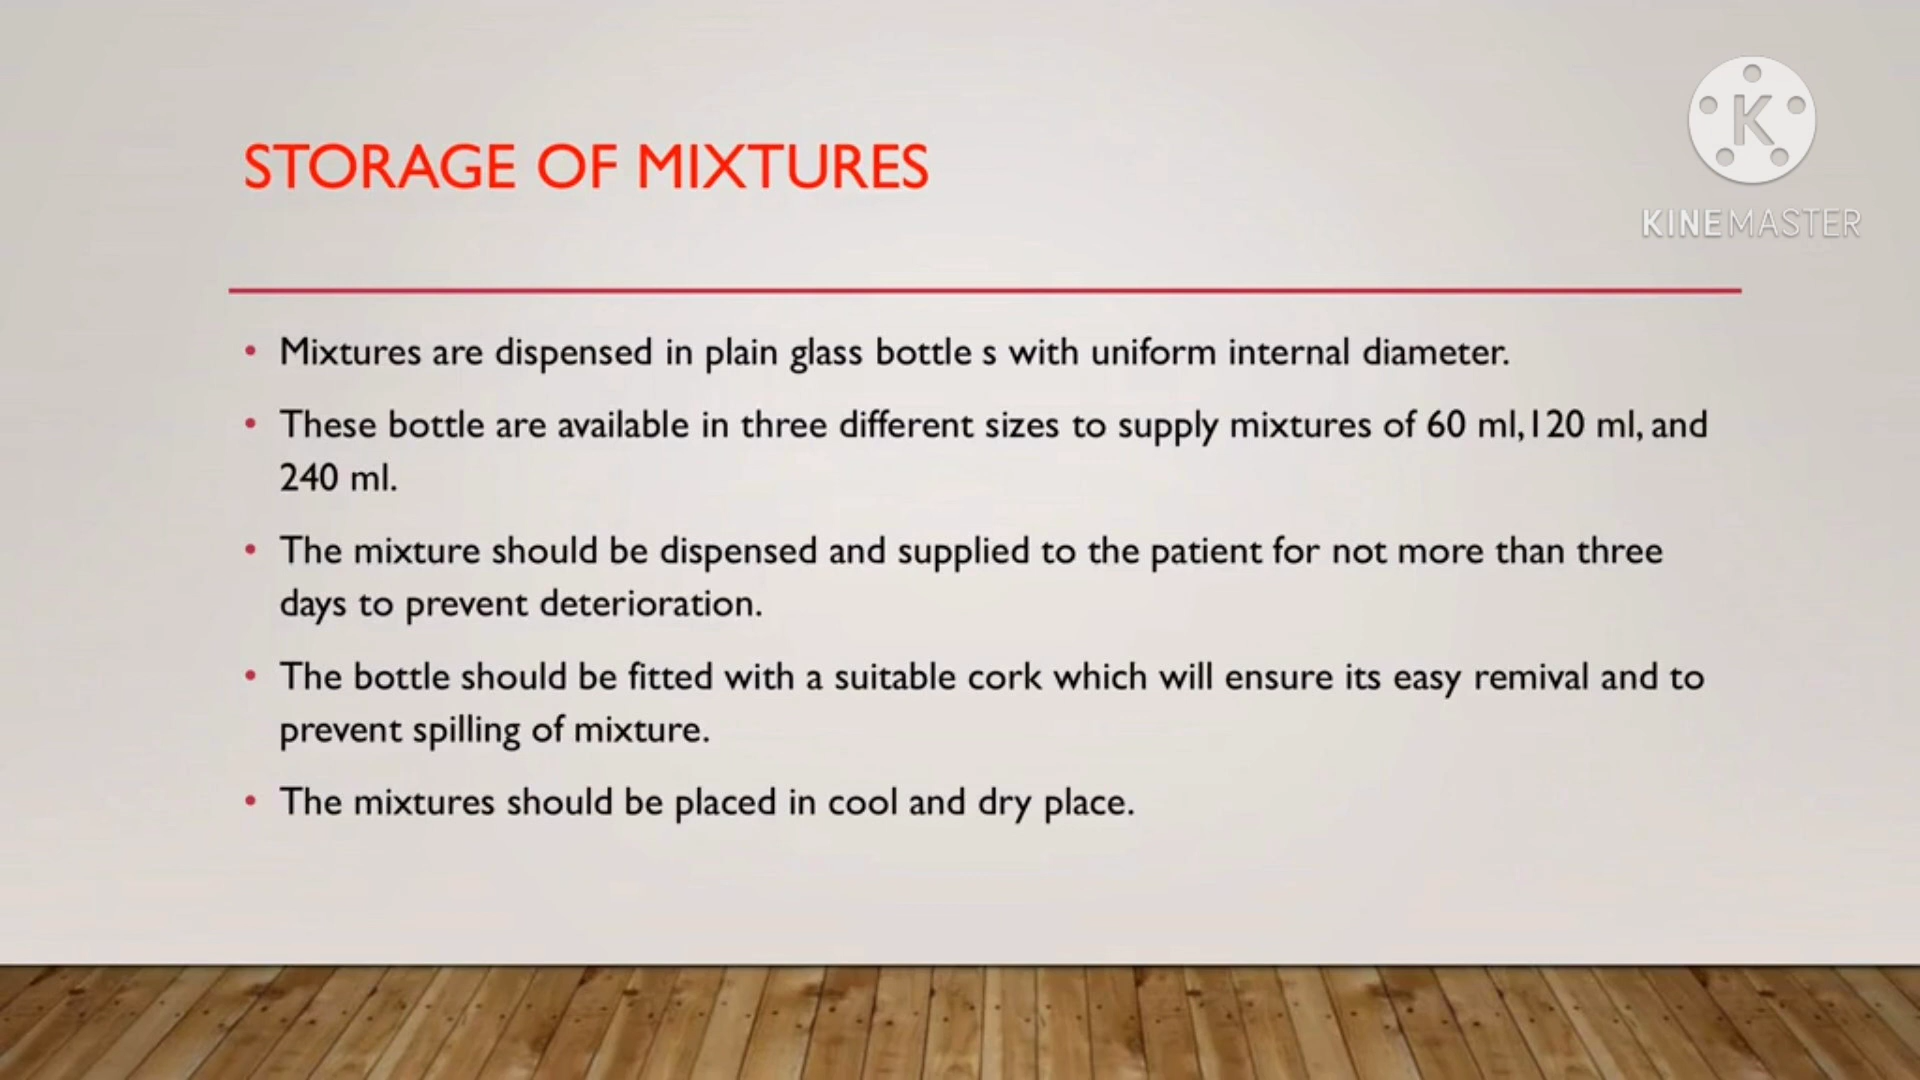 STORAGE OF MIXTURES
K
KINEMASTER
• Mixtures are dispensed in plain glass bottle s with uniform internal diameter.
• These bottle are available in three different sizes to supply mixtures of 60 ml,120 ml, and
240 ml.
• The mixture should be dispensed and supplied to the patient for not more than three
days to prevent deterioration.
• The bottle should be fitted with a suitable cork which will ensure its easy remival and to
prevent spilling of mixture.
• The mixtures should be placed in cool and dry place.